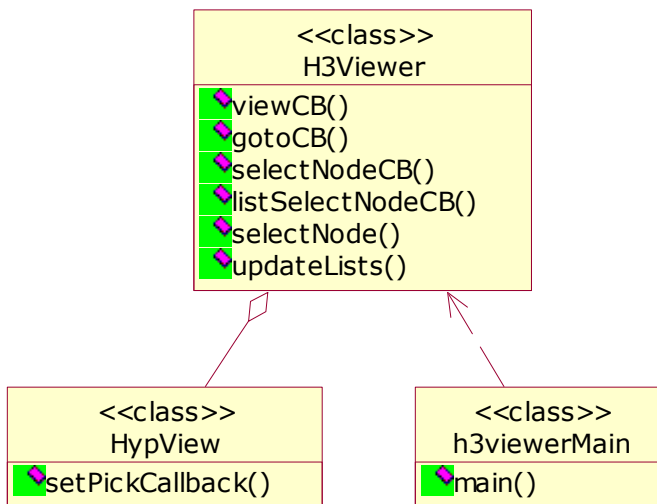 <<class>>
H3Viewer
viewCB()
gotoCB()
selectNodeCB()
listSelectNodeCB()
selectNode()
updateLists()
<<class>>
HypView
setPickCallback()
<<class>>
h3viewerMain
main()